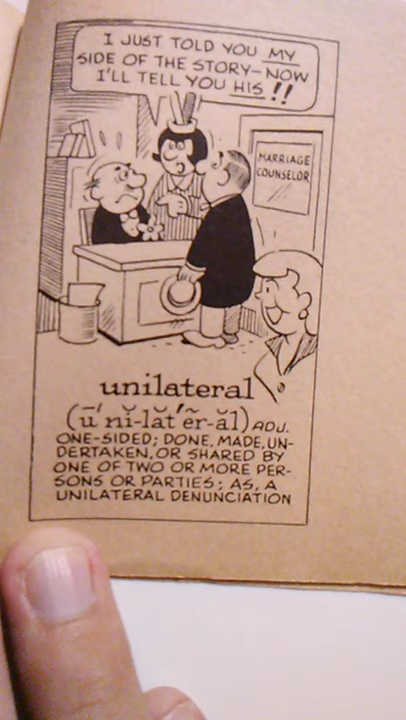 I JUST TOLD YOU MY
SIDE OF THE STORY—NOW
I'LL TELL YOU HIS!!
MARRIAGE
COUNSELOR
unilateral
(ū′nĭ-lăt′ẽr-ăl) ADJ.
ONE-SIDED; DONE, MADE, UN-
DERTAKEN, OR SHARED BY
ONE OF TWO OR MORE PER-
SONS OR PARTIES; AS, A
UNILATERAL DENUNCIATION